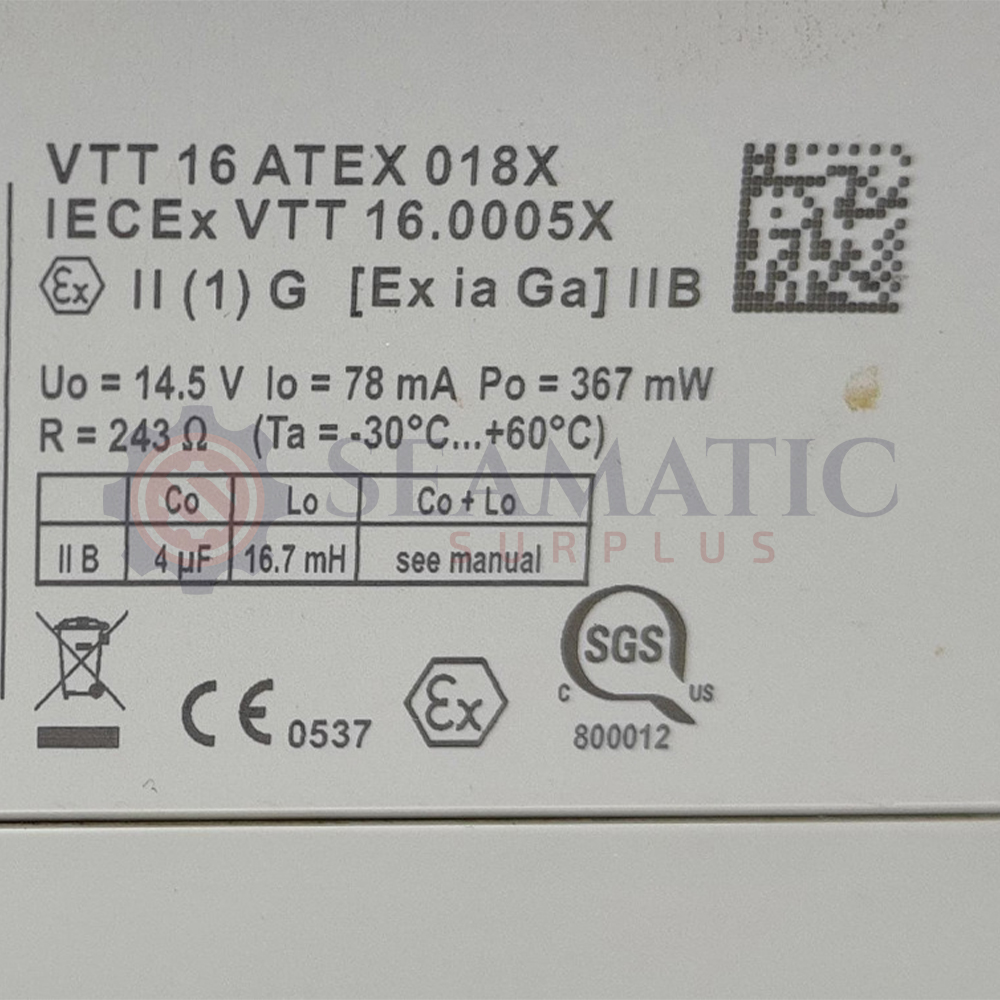 VTT 16 ATEX 018X
IECEx VTT 16.0005X
Ex II (1) G [Ex ia Ga] IIB
Uo = 14.5 V Io = 78 mA Po = 367 mW
R = 243 Ω (Ta = -30°C...+60°C)
SEAMATIC
SURPLUS
Co Lo Co + Lo
II B 4 µF 16.7 mH see manual
CE 0537 Ex
SGS
C US
800012